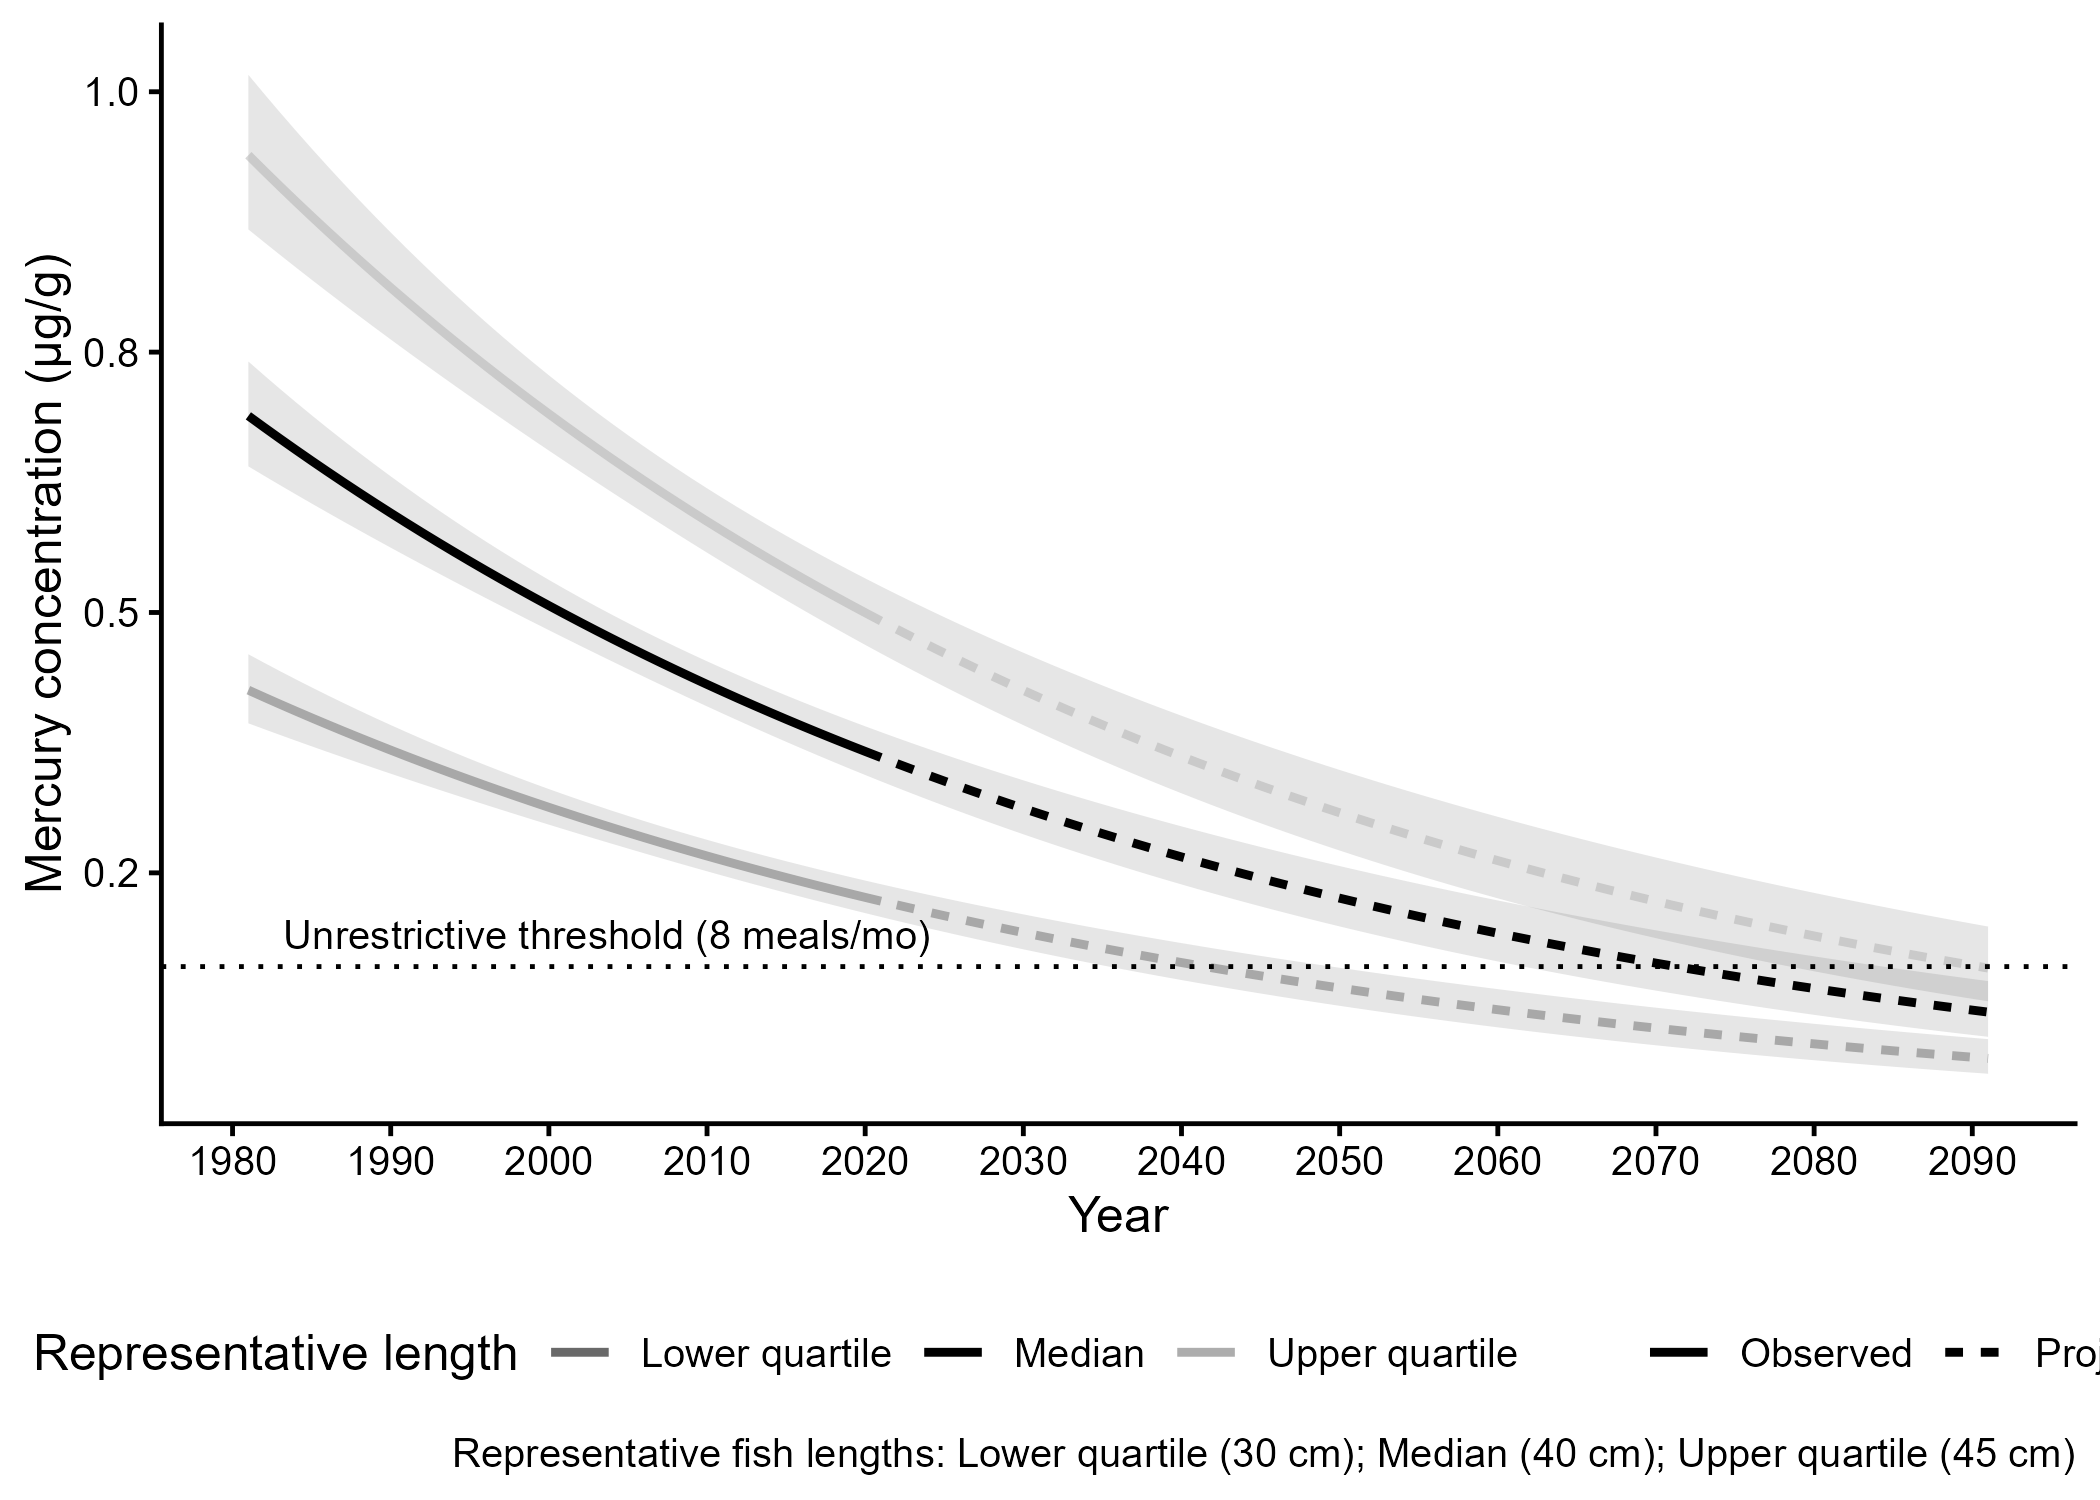 Mercury concentration (µg/g)
1.0
0.8
0.5
0.2
Unrestrictive threshold (8 meals/mo)
1980 1990 2000 2010 2020 2030 2040 2050 2060 2070 2080 2090
Year
Representative length Lower quartile Median Upper quartile Observed Proj
Representative fish lengths: Lower quartile (30 cm); Median (40 cm); Upper quartile (45 cm)